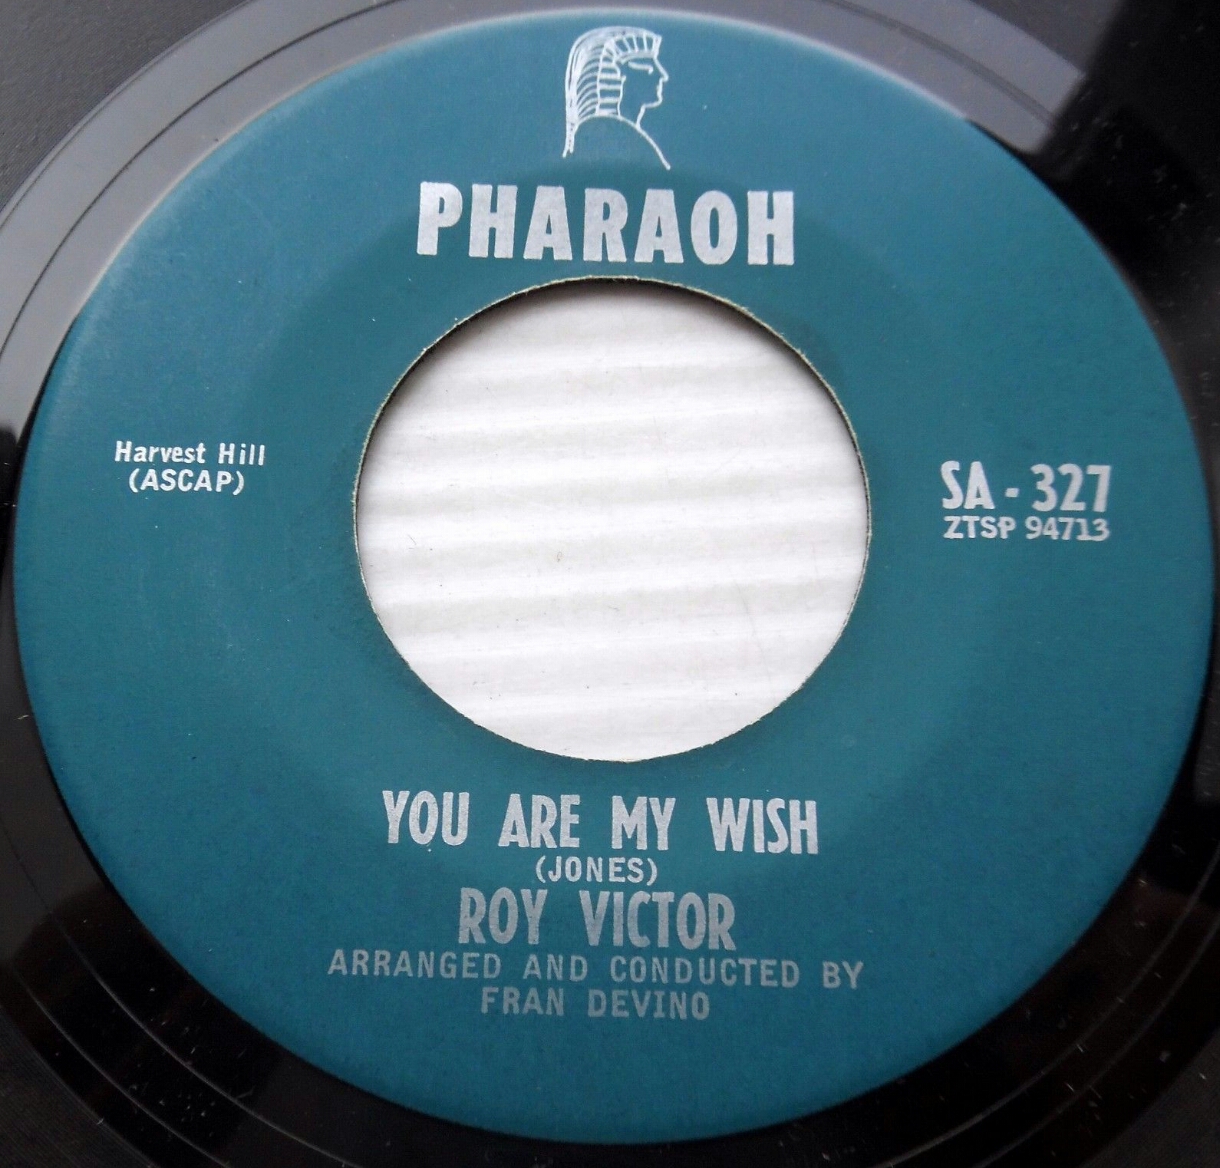 PHARAOH
Harvest Hill
(ASCAP)
SA - 327
ZTSP 94713
YOU ARE MY WISH
(JONES)
ROY VICTOR
ARRANGED AND CONDUCTED BY
FRAN DEVINO